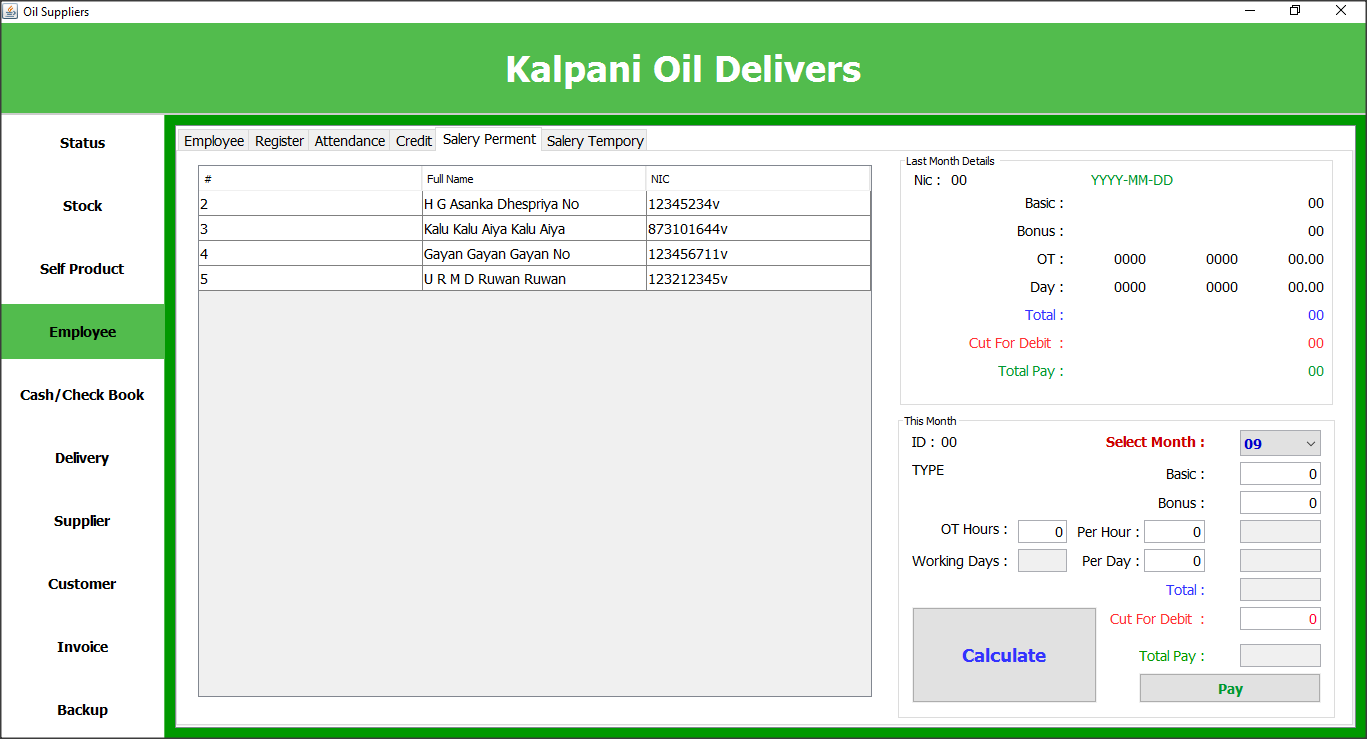 Oil Suppliers
Kalpani Oil Delivers
Status
Stock
Self Product
Employee
Cash/Check Book
Delivery
Supplier
Customer
Invoice
Backup
Employee Register Attendance Credit Salery Perment Salery Tempory
# Full Name NIC
2 H G Asanka Dhespriya No 12345234v
3 Kalu Kalu Aiya Kalu Aiya 873101644v
4 Gayan Gayan Gayan No 123456711v
5 U R M D Ruwan Ruwan 123212345v
Last Month Details
Nic : 00 YYYY-MM-DD
Basic : 00
Bonus : 00
OT : 0000 0000 00.00
Day : 0000 0000 00.00
Total : 00
Cut For Debit : 00
Total Pay : 00
This Month
ID : 00 Select Month : 09
TYPE Basic : 0
Bonus : 0
OT Hours : 0 Per Hour : 0
Working Days : Per Day : 0
Total :
Cut For Debit : 0
Calculate Total Pay :
Pay